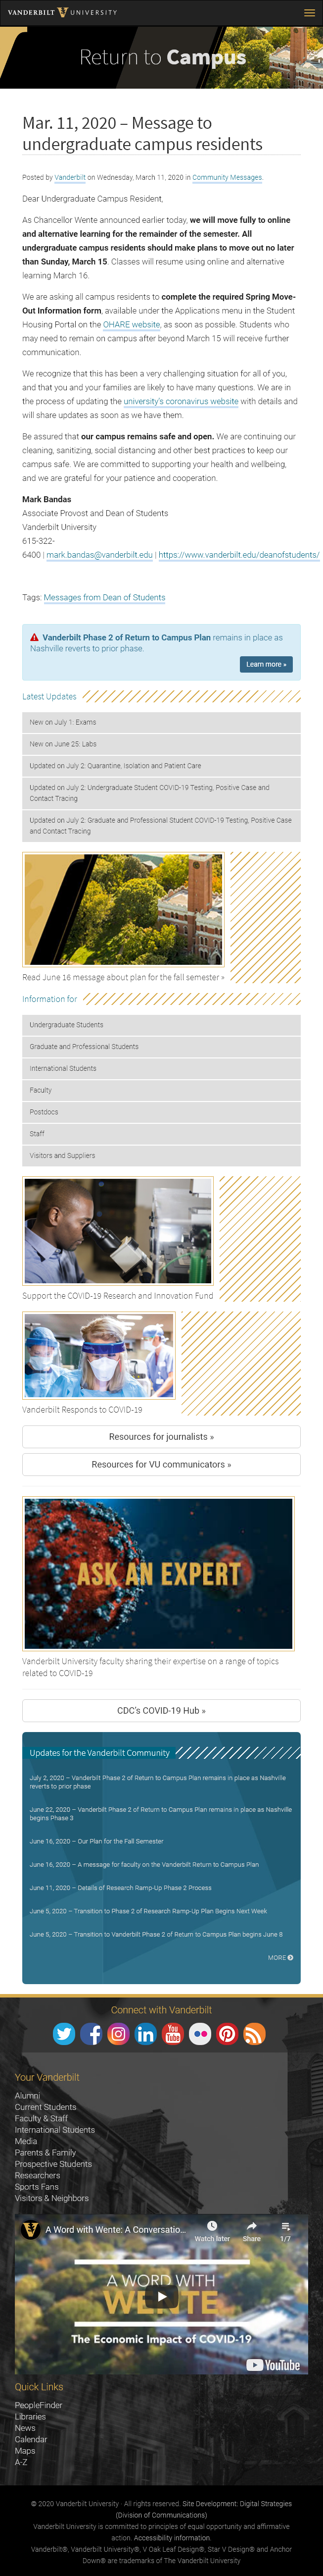 VANDERBILT V UNIVERSITY
Return to Campus
Mar. 11, 2020 – Message to
undergraduate campus residents
Posted by Vanderbilt on Wednesday, March 11, 2020 in Community Messages.
Dear Undergraduate Campus Resident,
As Chancellor Wente announced earlier today, we will move fully to online
and alternative learning for the remainder of the semester. All
undergraduate campus residents should make plans to move out no later
than Sunday, March 15. Classes will resume using online and alternative
learning March 16.
We are asking all campus residents to complete the required Spring Move-
Out Information form, available under the Applications menu in the Student
Housing Portal on the OHARE website, as soon as possible. Students who
may need to remain on campus after beyond March 15 will receive further
communication.
We recognize that this has been a very challenging situation for all of you,
and that you and your families are likely to have many questions. We are in
the process of updating the university's coronavirus website with details and
will share updates as soon as we have them.
Be assured that our campus remains safe and open. We are continuing our
cleaning, sanitizing, social distancing and other best practices to keep our
campus safe. We are committed to supporting your health and wellbeing,
and we are grateful for your patience and cooperation.
Mark Bandas
Associate Provost and Dean of Students
Vanderbilt University
615-322-
6400 | mark.bandas@vanderbilt.edu | https://www.vanderbilt.edu/deanofstudents/
Tags: Messages from Dean of Students
Vanderbilt Phase 2 of Return to Campus Plan remains in place as
Nashville reverts to prior phase.
Learn more »
Latest Updates
New on July 1: Exams
New on June 25: Labs
Updated on July 2: Quarantine, Isolation and Patient Care
Updated on July 2: Undergraduate Student COVID-19 Testing, Positive Case and
Contact Tracing
Updated on July 2: Graduate and Professional Student COVID-19 Testing, Positive Case
and Contact Tracing
Read June 16 message about plan for the fall semester »
Information for
Undergraduate Students
Graduate and Professional Students
International Students
Faculty
Postdocs
Staff
Visitors and Suppliers
Support the COVID-19 Research and Innovation Fund
Vanderbilt Responds to COVID-19
Resources for journalists »
Resources for VU communicators »
ASK AN EXPERT
Vanderbilt University faculty sharing their expertise on a range of topics
related to COVID-19
CDC's COVID-19 Hub »
Updates for the Vanderbilt Community
July 2, 2020 – Vanderbilt Phase 2 of Return to Campus Plan remains in place as Nashville
reverts to prior phase
June 22, 2020 – Vanderbilt Phase 2 of Return to Campus Plan remains in place as Nashville
begins Phase 3
June 16, 2020 – Our Plan for the Fall Semester
June 16, 2020 – A message for faculty on the Vanderbilt Return to Campus Plan
June 11, 2020 – Details of Research Ramp-Up Phase 2 Process
June 5, 2020 – Transition to Phase 2 of Research Ramp-Up Plan Begins Next Week
June 5, 2020 – Transition to Vanderbilt Phase 2 of Return to Campus Plan begins June 8
MORE
Connect with Vanderbilt
You Tube
Your Vanderbilt
Alumni
Current Students
Faculty & Staff
International Students
Media
Parents & Family
Prospective Students
Researchers
Sports Fans
Visitors & Neighbors
A Word with Wente: A Conversatio...
Watch later
Share
1/7
A WORD WITH
WENTE
The Economic Impact of COVID-19
YouTube
Quick Links
PeopleFinder
Libraries
News
Calendar
Maps
A-Z
© 2020 Vanderbilt University · All rights reserved. Site Development: Digital Strategies
(Division of Communications)
Vanderbilt University is committed to principles of equal opportunity and affirmative
action. Accessibility information.
Vanderbilt®, Vanderbilt University®, V Oak Leaf Design®, Star V Design® and Anchor
Down® are trademarks of The Vanderbilt University